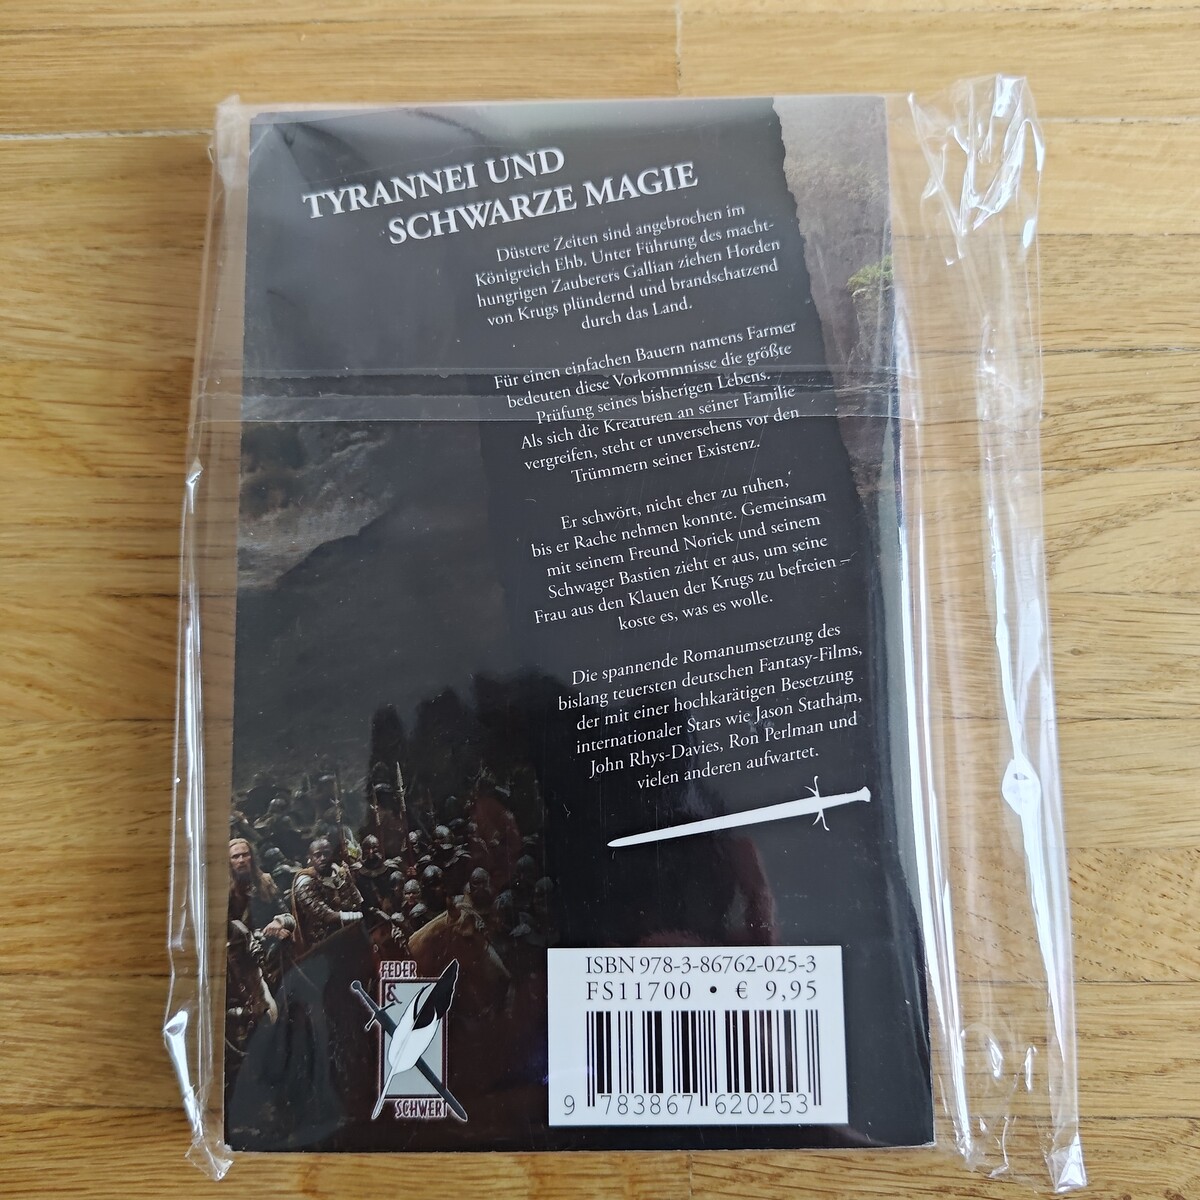 TYRANNEI UND
SCHWARZE MAGIE
Düstere Zeiten sind angebrochen im
Königreich Ehb. Unter Führung des macht-
hungrigen Zauberers Gallian ziehen Horden
von Krugs plündernd und brandschatzend
durch das Land.
Für einen einfachen Bauern namens Farmer
bedeuten diese Vorkommnisse die größte
Prüfung seines bisherigen Lebens.
Als sich die Kreaturen an seiner Familie
vergreifen, steht er unversehens vor den
Trümmern seiner Existenz.
Er schwört, nicht eher zu ruhen,
bis er Rache nehmen konnte. Gemeinsam
mit seinem Freund Norick und seinem
Schwager Bastien zieht er aus, um seine
Frau aus den Klauen der Krugs zu befreien –
koste es, was es wolle.
Die spannende Romanumsetzung des
bislang teuersten deutschen Fantasy-Films,
der mit einer hochkarätigen Besetzung
internationaler Stars wie Jason Statham,
John Rhys-Davies, Ron Perlman und
vielen anderen aufwartet.
FEDER
&
SCHWERT
ISBN 978-3-86762-025-3
FS11700 • € 9,95
9 783867 620253